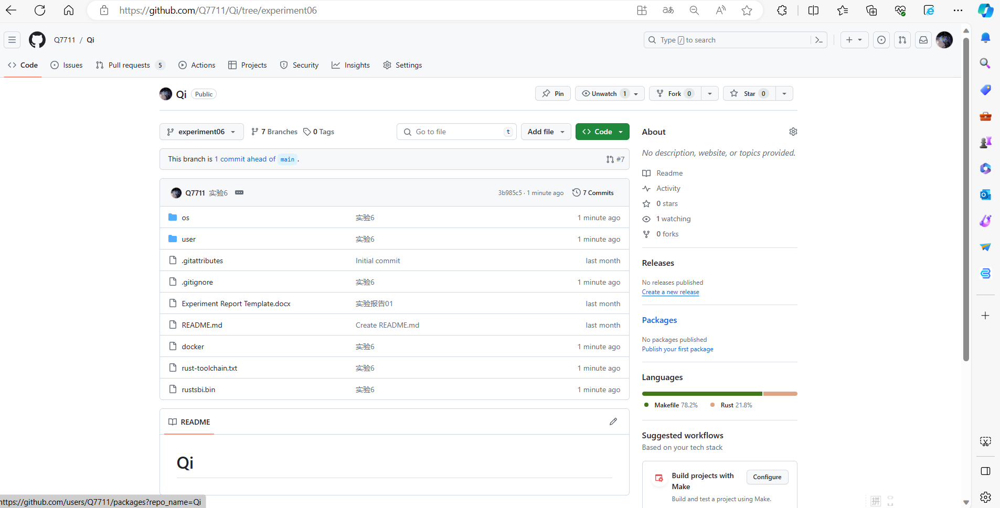 https://github.com/Q7711/Qi/tree/experiment06
Q7711 / Qi
Type / to search
Code Issues Pull requests 5 Actions Projects Security Insights Settings
Qi Public
Pin Unwatch 1 Fork 0 Star 0
experiment06 7 Branches 0 Tags Go to file t Add file Code
This branch is 1 commit ahead of main .
#7
Q7711 实验6 3b985c5 · 1 minute ago 7 Commits
os 实验6 1 minute ago
user 实验6 1 minute ago
.gitattributes Initial commit last month
.gitignore 实验6 1 minute ago
Experiment Report Template.docx 实验报告01 last month
README.md Create README.md last month
docker 实验6 1 minute ago
rust-toolchain.txt 实验6 1 minute ago
rustsbi.bin 实验6 1 minute ago
README
Qi
About
No description, website, or topics provided.
Readme
Activity
0 stars
1 watching
0 forks
Releases
No releases published
Create a new release
Packages
No packages published
Publish your first package
Languages
Makefile 78.2% Rust 21.8%
Suggested workflows
Based on your tech stack
Build projects with
Make
Configure
Build and test a project using Make.
https://github.com/users/Q7711/packages?repo_name=Qi
拼